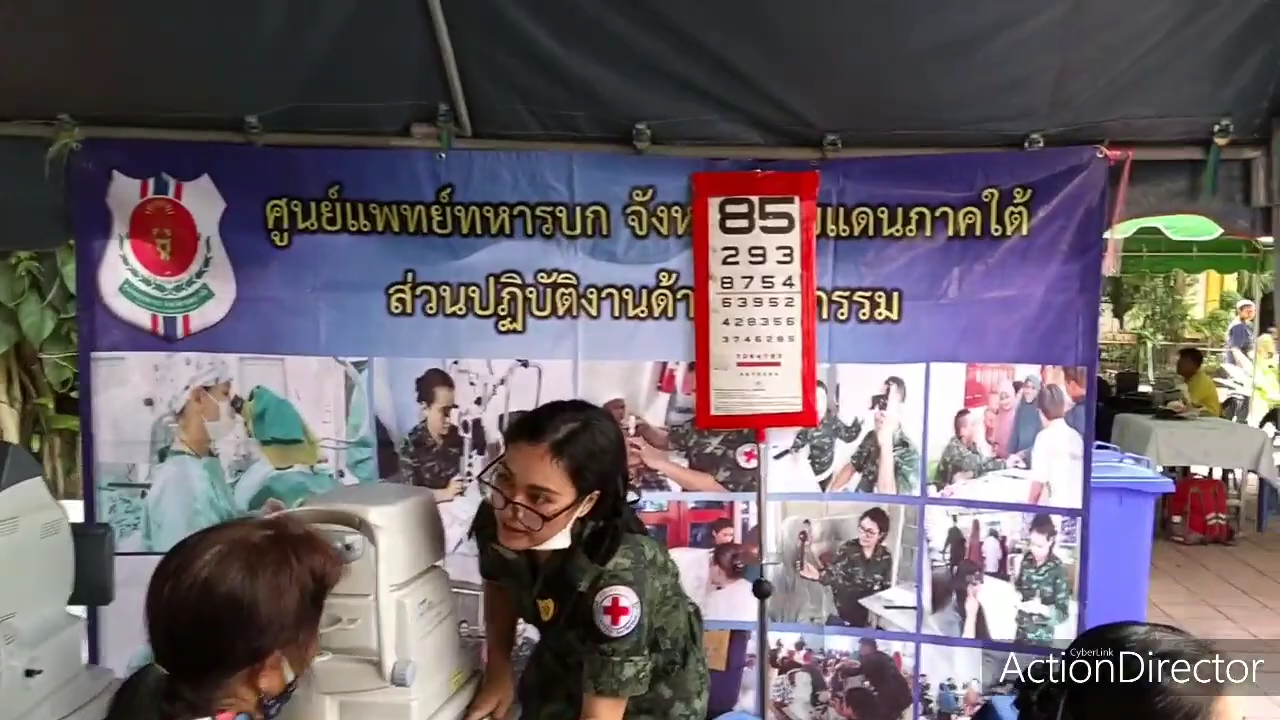 ศูนย์แพทย์ทหารบก จังห
แดนภาคใต้
ส่วนปฏิบัติงานด้า
กรรม
85
293
8754
63952
428356
3746285
CyberLink
ActionDirector